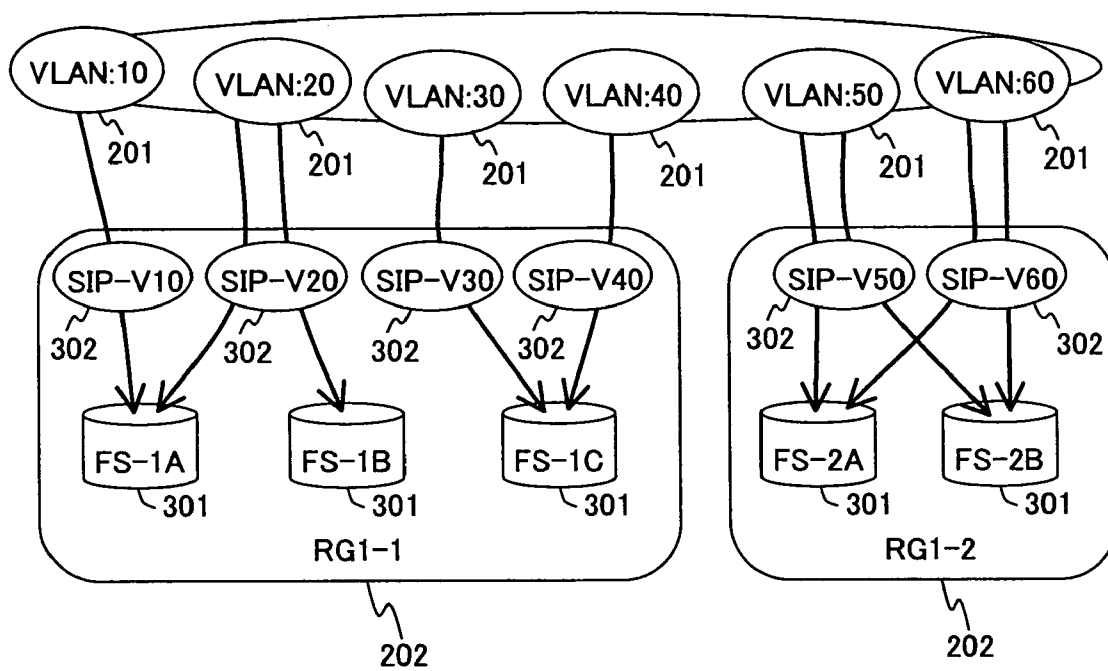 VLAN:10 VLAN:20 VLAN:30 VLAN:40 VLAN:50 VLAN:60
201 201 201 201 201 201
SIP-V10 SIP-V20 SIP-V30 SIP-V40 SIP-V50 SIP-V60
302 302 302 302 302 302
FS-1A FS-1B FS-1C FS-2A FS-2B
301 301 301 301 301
RG1-1 RG1-2
202 202